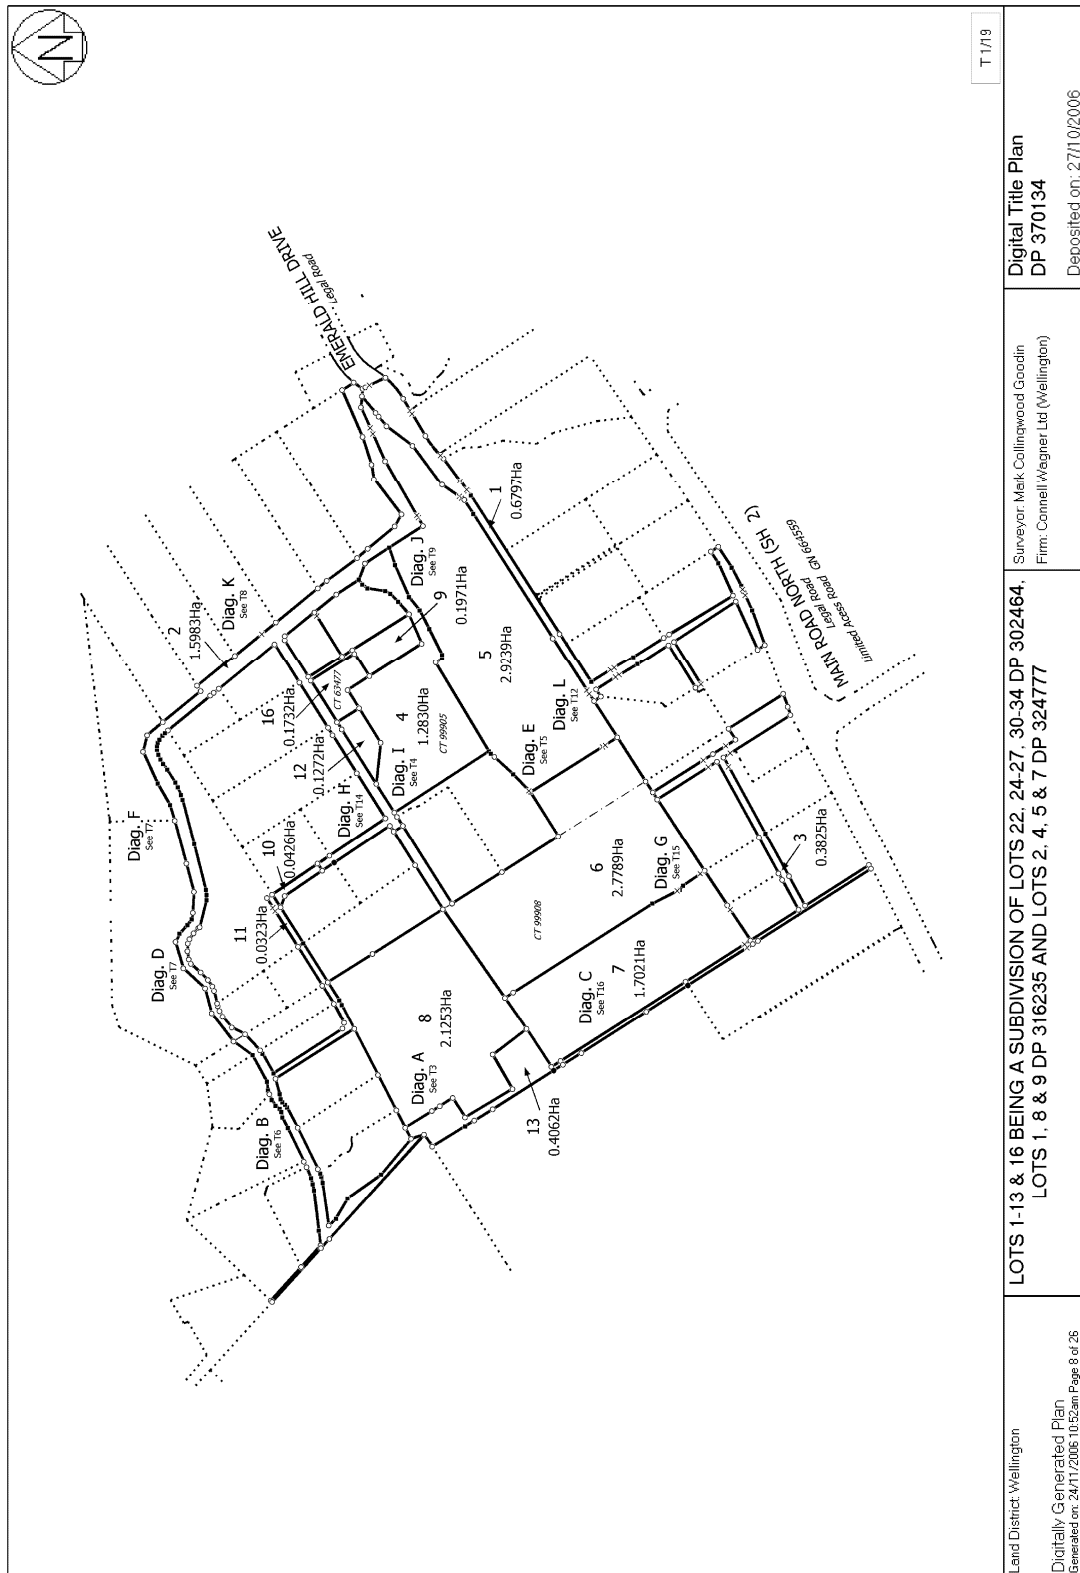 N
T 1/19
EMERALD HILL DRIVE
Legal Road
2
1.5983Ha
Diag. K
See T8
Diag. F
See T7
16
0.1732Ha
CT 63477
12
0.1272Ha
Diag. J
See T9
9
0.1971Ha
1
0.6797Ha
4
1.2830Ha
CT 99905
5
2.9239Ha
Diag. I
See T4
Diag. H
See T14
Diag. E
See T5
Diag. L
See T12
MAIN ROAD NORTH (SH 2)
Legal Road
Limited Acess Road GN 664559
10
0.0426Ha
11
0.0323Ha
Diag. D
See T7
6
2.7789Ha
CT 99908
Diag. G
See T15
3
0.3825Ha
7
1.7021Ha
Diag. C
See T16
8
2.1253Ha
Diag. A
See T3
Diag. B
See T6
13
0.4062Ha
Land District: Wellington
Digitally Generated Plan
Generated on: 24/11/2006 10:52am Page 8 of 26
LOTS 1-13 & 16 BEING A SUBDIVISION OF LOTS 22, 24-27, 30-34 DP 302464,
LOTS 1, 8 & 9 DP 316235 AND LOTS 2, 4, 5 & 7 DP 324777
Surveyor: Mark Collingwood Goodin
Firm: Connell Wagner Ltd (Wellington)
Digital Title Plan
DP 370134
Deposited on: 27/10/2006